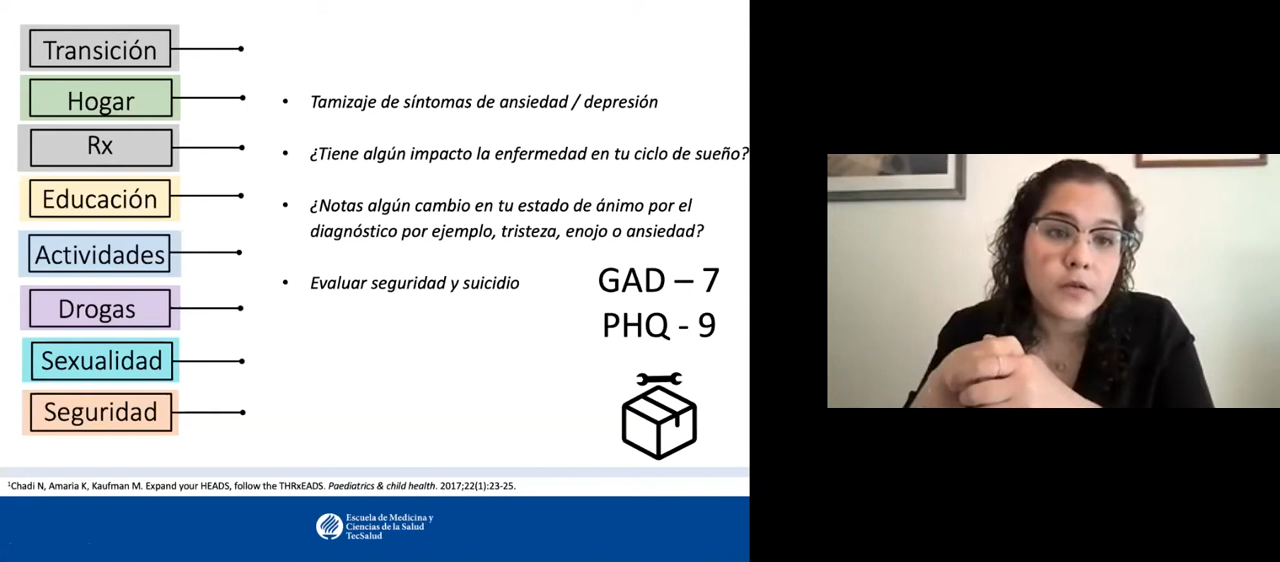 Transición
Hogar
Rx
Educación
Actividades
Drogas
Sexualidad
Seguridad
• Tamizaje de síntomas de ansiedad / depresión
• ¿Tiene algún impacto la enfermedad en tu ciclo de sueño?
• ¿Notas algún cambio en tu estado de ánimo por el
diagnóstico por ejemplo, tristeza, enojo o ansiedad?
• Evaluar seguridad y suicidio
GAD – 7
PHQ - 9
¹Chadi N, Amaria K, Kaufman M. Expand your HEADS, follow the THRxEADS. Paediatrics & child health. 2017;22(1):23-25.
Escuela de Medicina y
Ciencias de la Salud
TecSalud